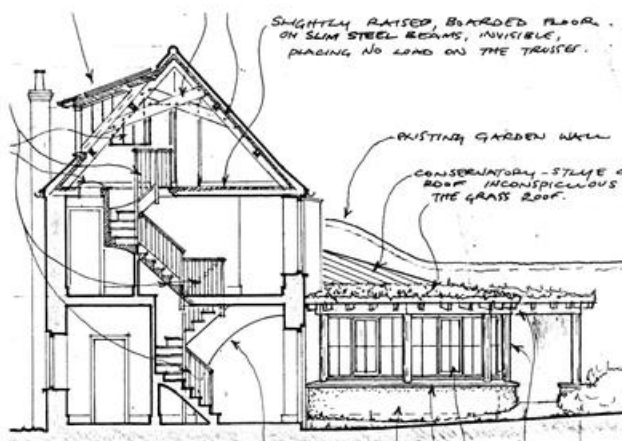 SLIGHTLY RAISED, BOARDED FLOOR.
ON SLIM STEEL BEAMS, INVISIBLE,
PLACING NO LOAD ON THE TRUSSES.
EXISTING GARDEN WALL
CONSERVATORY-STLYE
ROOF INCONSPICUOUS
THE GRASS ROOF.